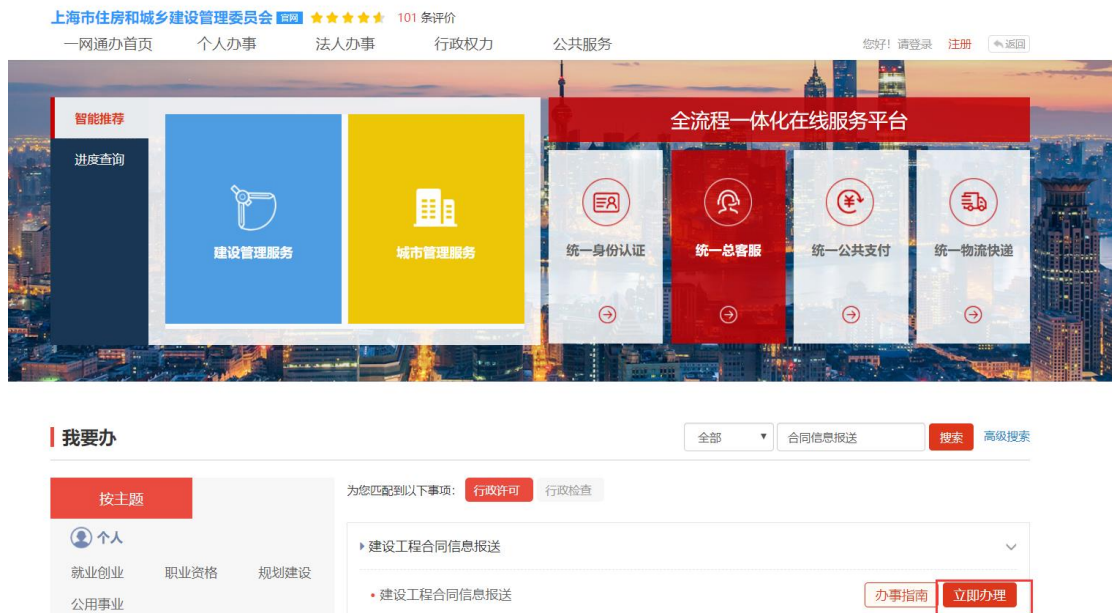 上海市住房和城乡建设管理委员会 官网 101 条评价
一网通办首页 个人办事 法人办事 行政权力 公共服务 您好！请登录 注册 返回
智能推荐
进度查询
建设管理服务
城市管理服务
全流程一体化在线服务平台
统一身份认证
统一总客服
统一公共支付
统一物流快递
我要办 全部 合同信息报送 搜索 高级搜索
按主题
个人
就业创业 职业资格 规划建设
公用事业
为您匹配到以下事项: 行政许可 行政检查
建设工程合同信息报送
建设工程合同信息报送 办事指南 立即办理